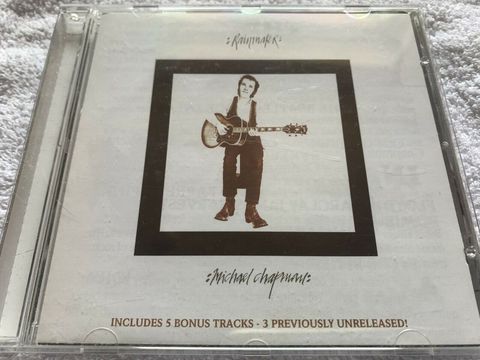 :Rainmaker:
:Michael Chapman:
INCLUDES 5 BONUS TRACKS - 3 PREVIOUSLY UNRELEASED!